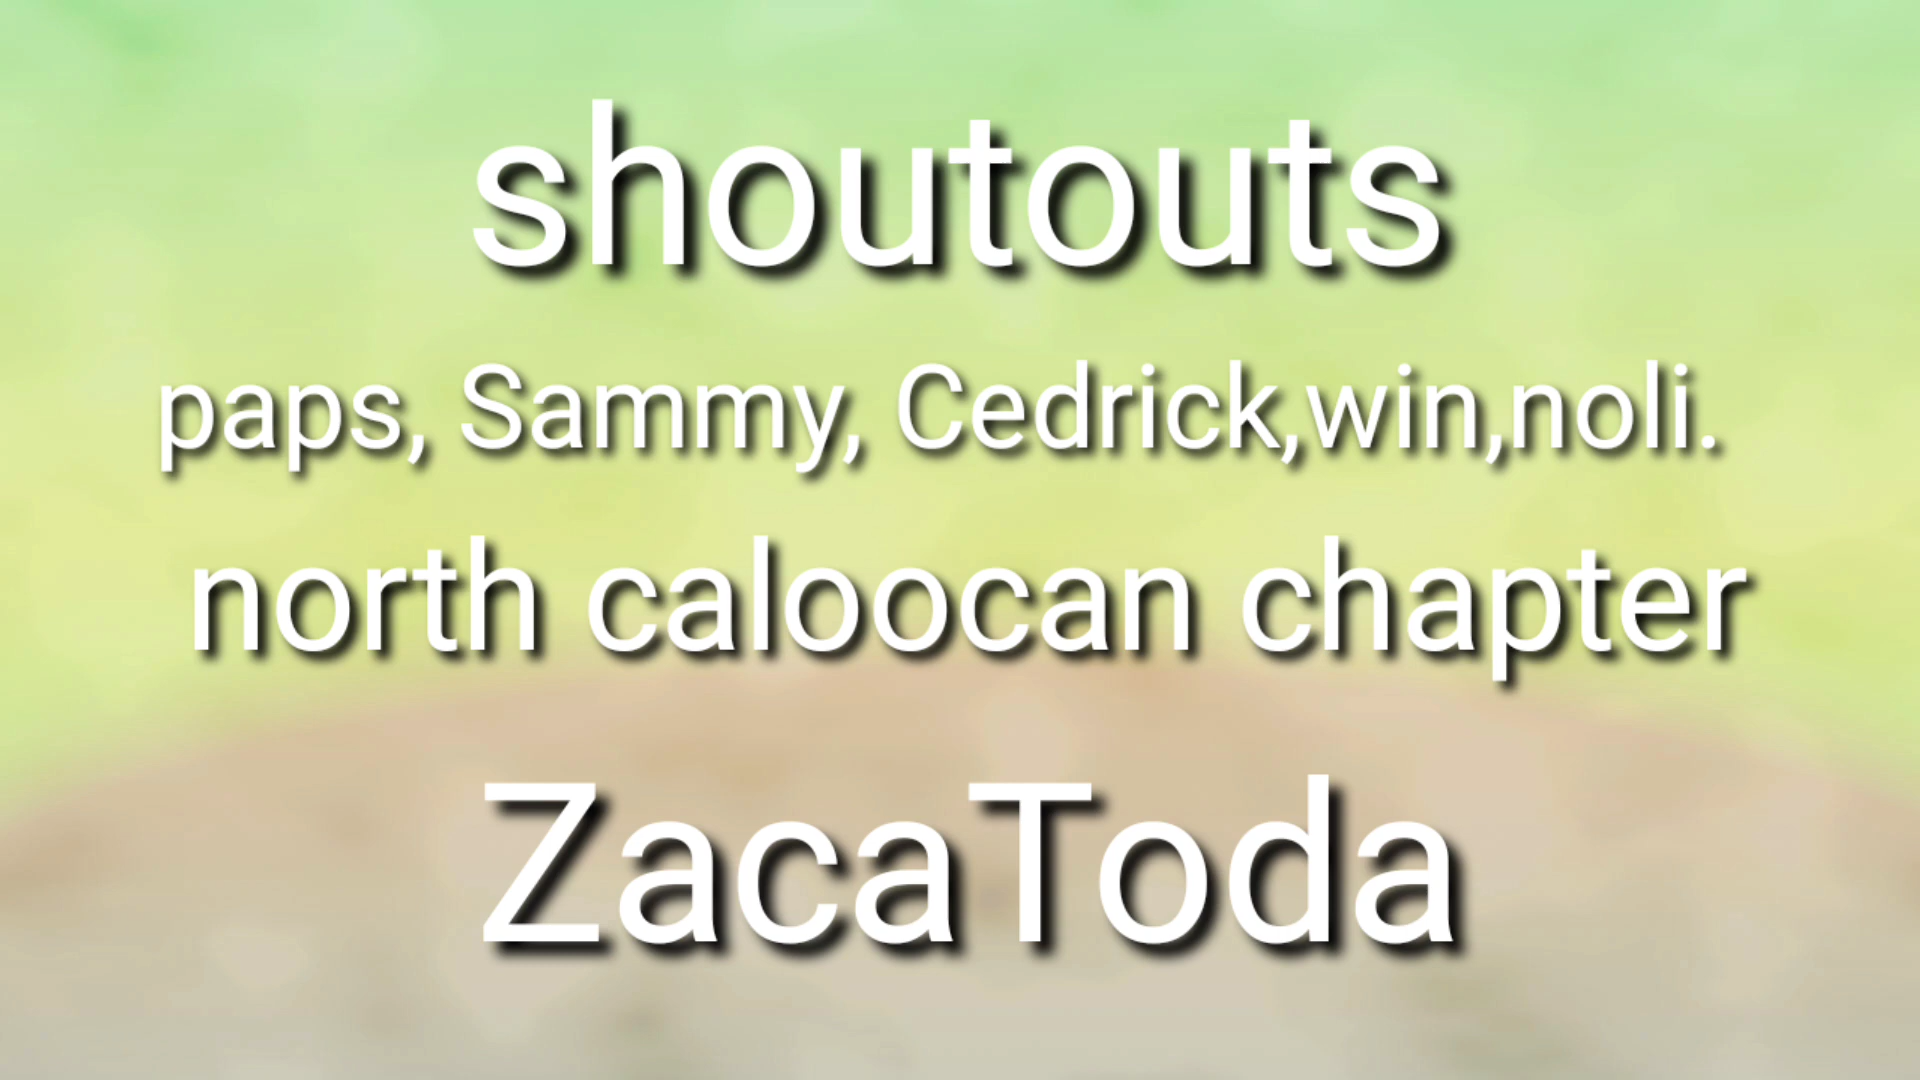 shoutouts
paps, Sammy, Cedrick,win,noli.
north caloocan chapter
ZacaToda